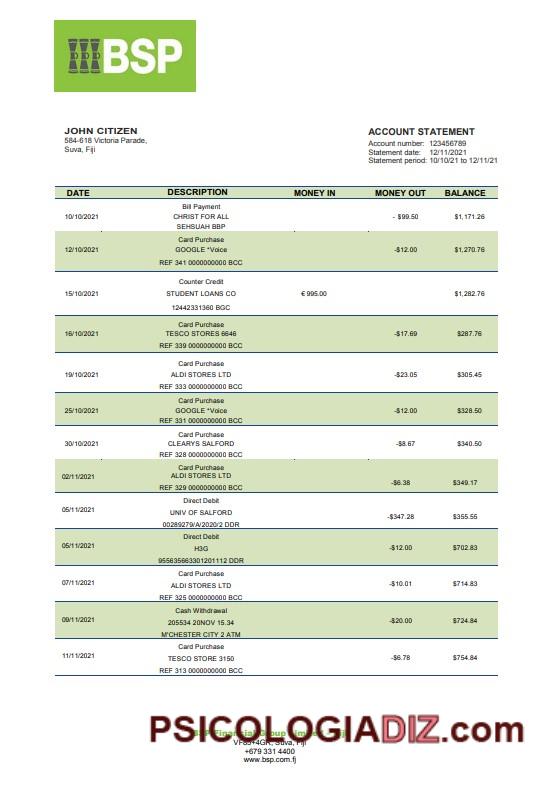 BSP
JOHN CITIZEN
584-618 Victoria Parade,
Suva, Fiji
ACCOUNT STATEMENT
Account number: 123456789
Statement date: 12/11/2021
Statement period: 10/10/21 to 12/11/21
DATE DESCRIPTION MONEY IN MONEY OUT BALANCE
Bill Payment
10/10/2021 CHRIST FOR ALL - $99.50 $1,171.26
SEHSUAH BBP
Card Purchase
12/10/2021 GOOGLE *Voice -$12.00 $1,270.76
REF 341 0000000000 BCC
Counter Credit
15/10/2021 STUDENT LOANS CO € 995.00 $1,282.76
12442331360 BGC
Card Purchase
16/10/2021 TESCO STORES 6646 -$17.69 $287.76
REF 339 0000000000 BCC
Card Purchase
19/10/2021 ALDI STORES LTD -$23.05 $305.45
REF 333 0000000000 BCC
Card Purchase
25/10/2021 GOOGLE *Voice -$12.00 $328.50
REF 331 0000000000 BCC
Card Purchase
30/10/2021 CLEARYS SALFORD -$8.67 $340.50
REF 328 0000000000 BCC
Card Purchase
02/11/2021 ALDI STORES LTD -$6.38 $349.17
REF 329 0000000000 BCC
Direct Debit
05/11/2021 UNIV OF SALFORD -$347.28 $355.55
00289279/A/2020/2 DDR
Direct Debit
05/11/2021 H3G -$12.00 $702.83
955635663301201112 DDR
Card Purchase
07/11/2021 ALDI STORES LTD -$10.01 $714.83
REF 325 0000000000 BCC
Cash Withdrawal
09/11/2021 205534 20NOV 15.34 -$20.00 $724.84
M'CHESTER CITY 2 ATM
Card Purchase
11/11/2021 TESCO STORE 3150 -$6.78 $754.84
REF 313 0000000000 BCC
PSICOLOGIADIZ.com
BSP Financial Group Limited
Suva, Fiji
+679 331 4400
www.bsp.com.fj